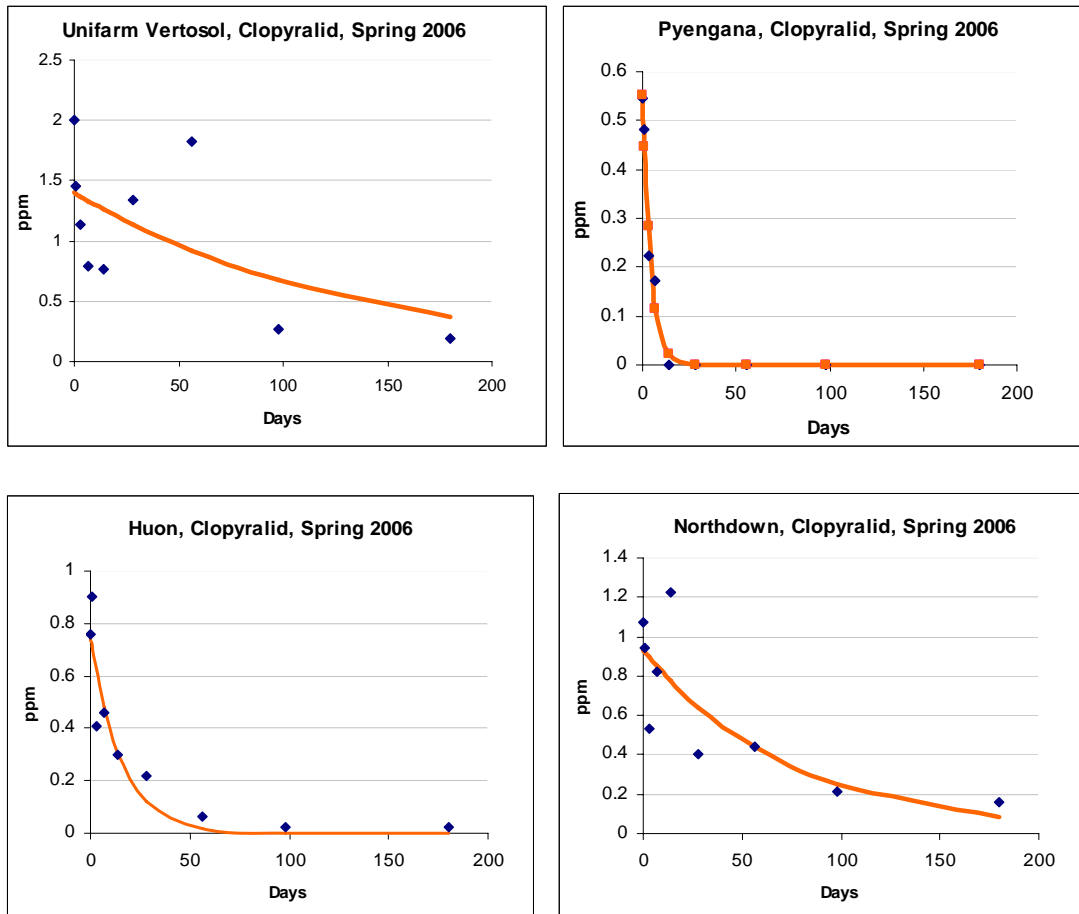 Unifarm Vertosol, Clopyralid, Spring 2006
2.5
2
1.5
1
0.5
0
ppm
0 50 100 150 200
Days
Pyengana, Clopyralid, Spring 2006
0.6
0.5
0.4
0.3
0.2
0.1
0
ppm
0 50 100 150 200
Days
Huon, Clopyralid, Spring 2006
1
0.8
0.6
0.4
0.2
0
ppm
0 50 100 150 200
Days
Northdown, Clopyralid, Spring 2006
1.4
1.2
1
0.8
0.6
0.4
0.2
0
ppm
0 50 100 150 200
Days